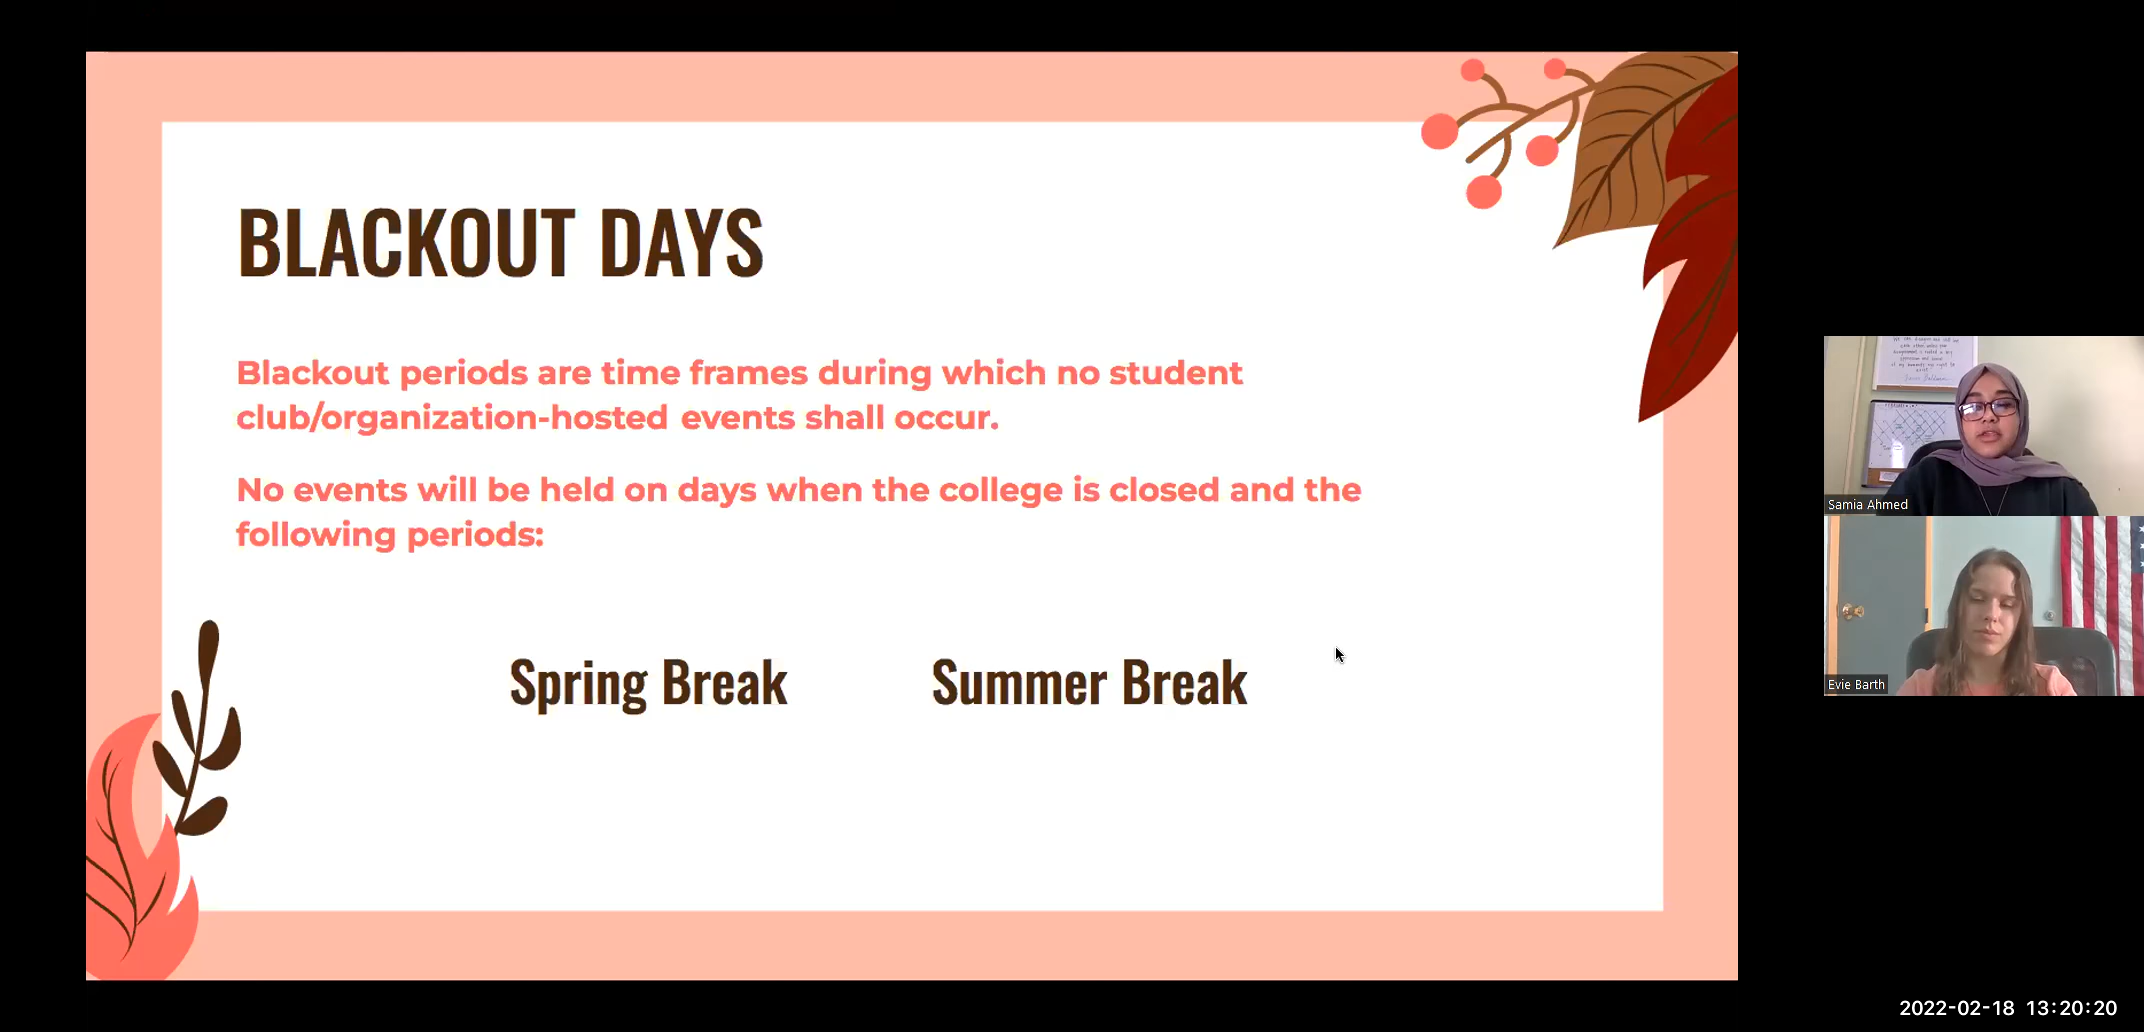 BLACKOUT DAYS
Blackout periods are time frames during which no student
club/organization-hosted events shall occur.
No events will be held on days when the college is closed and the
following periods:
Spring Break
Summer Break
Samia Ahmed
Evie Barth
2022-02-18 13:20:20